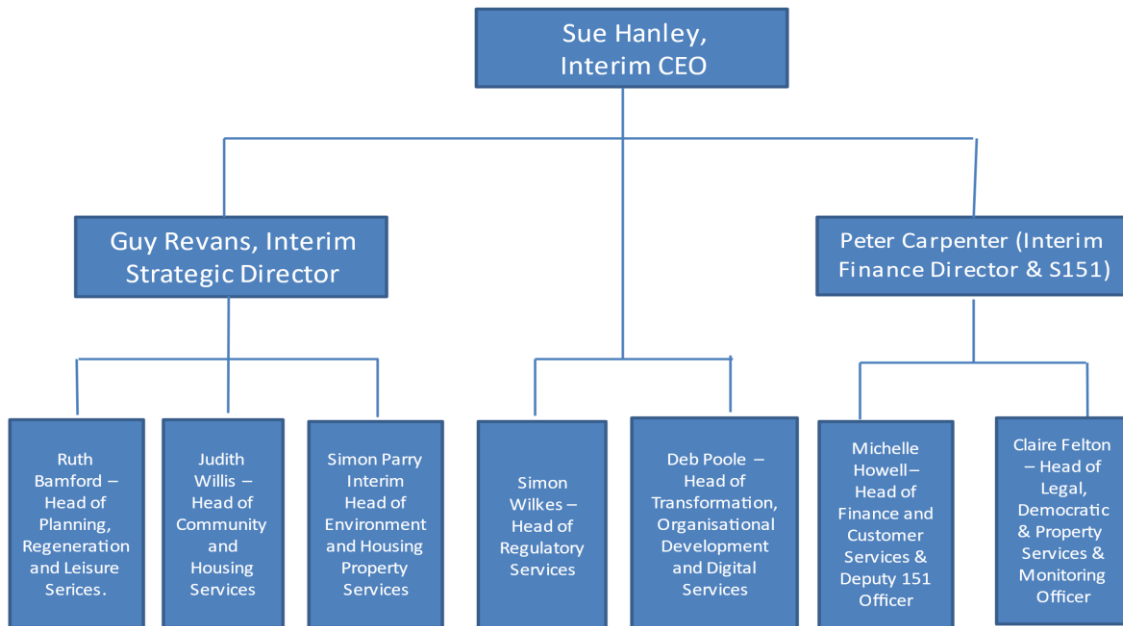 Sue Hanley,
Interim CEO
Guy Revans, Interim
Strategic Director
Peter Carpenter (Interim
Finance Director & S151)
Ruth
Bamford –
Head of
Planning,
Regeneration
and Leisure
Serices.
Judith
Willis –
Head of
Community
and
Housing
Services
Simon Parry
Interim
Head of
Environment
and Housing
Property
Services
Simon
Wilkes –
Head of
Regulatory
Services
Deb Poole –
Head of
Transformation,
Organisational
Development
and Digital
Services
Michelle
Howell–
Head of
Finance and
Customer
Services &
Deputy 151
Officer
Claire Felton
– Head of
Legal,
Democratic
& Property
Services &
Monitoring
Officer